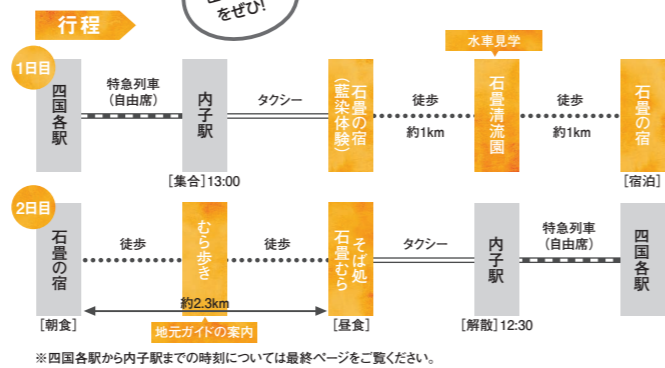 をぜひ!
行程
水車見学
1日目
四国各駅
特急列車
(自由席)
内子駅
タクシー
石畳の宿
(藍染体験)
徒歩
約1km
石畳清流園
徒歩
約1km
石畳の宿
[集合]13:00
[宿泊]
2日目
石畳の宿
徒歩
むら歩き
徒歩
そば処
石畳むら
タクシー
内子駅
特急列車
(自由席)
四国各駅
約2.3km
[朝食]
地元ガイドの案内
[昼食]
[解散]12:30
※四国各駅から内子駅までの時刻については最終ページをご覧ください。